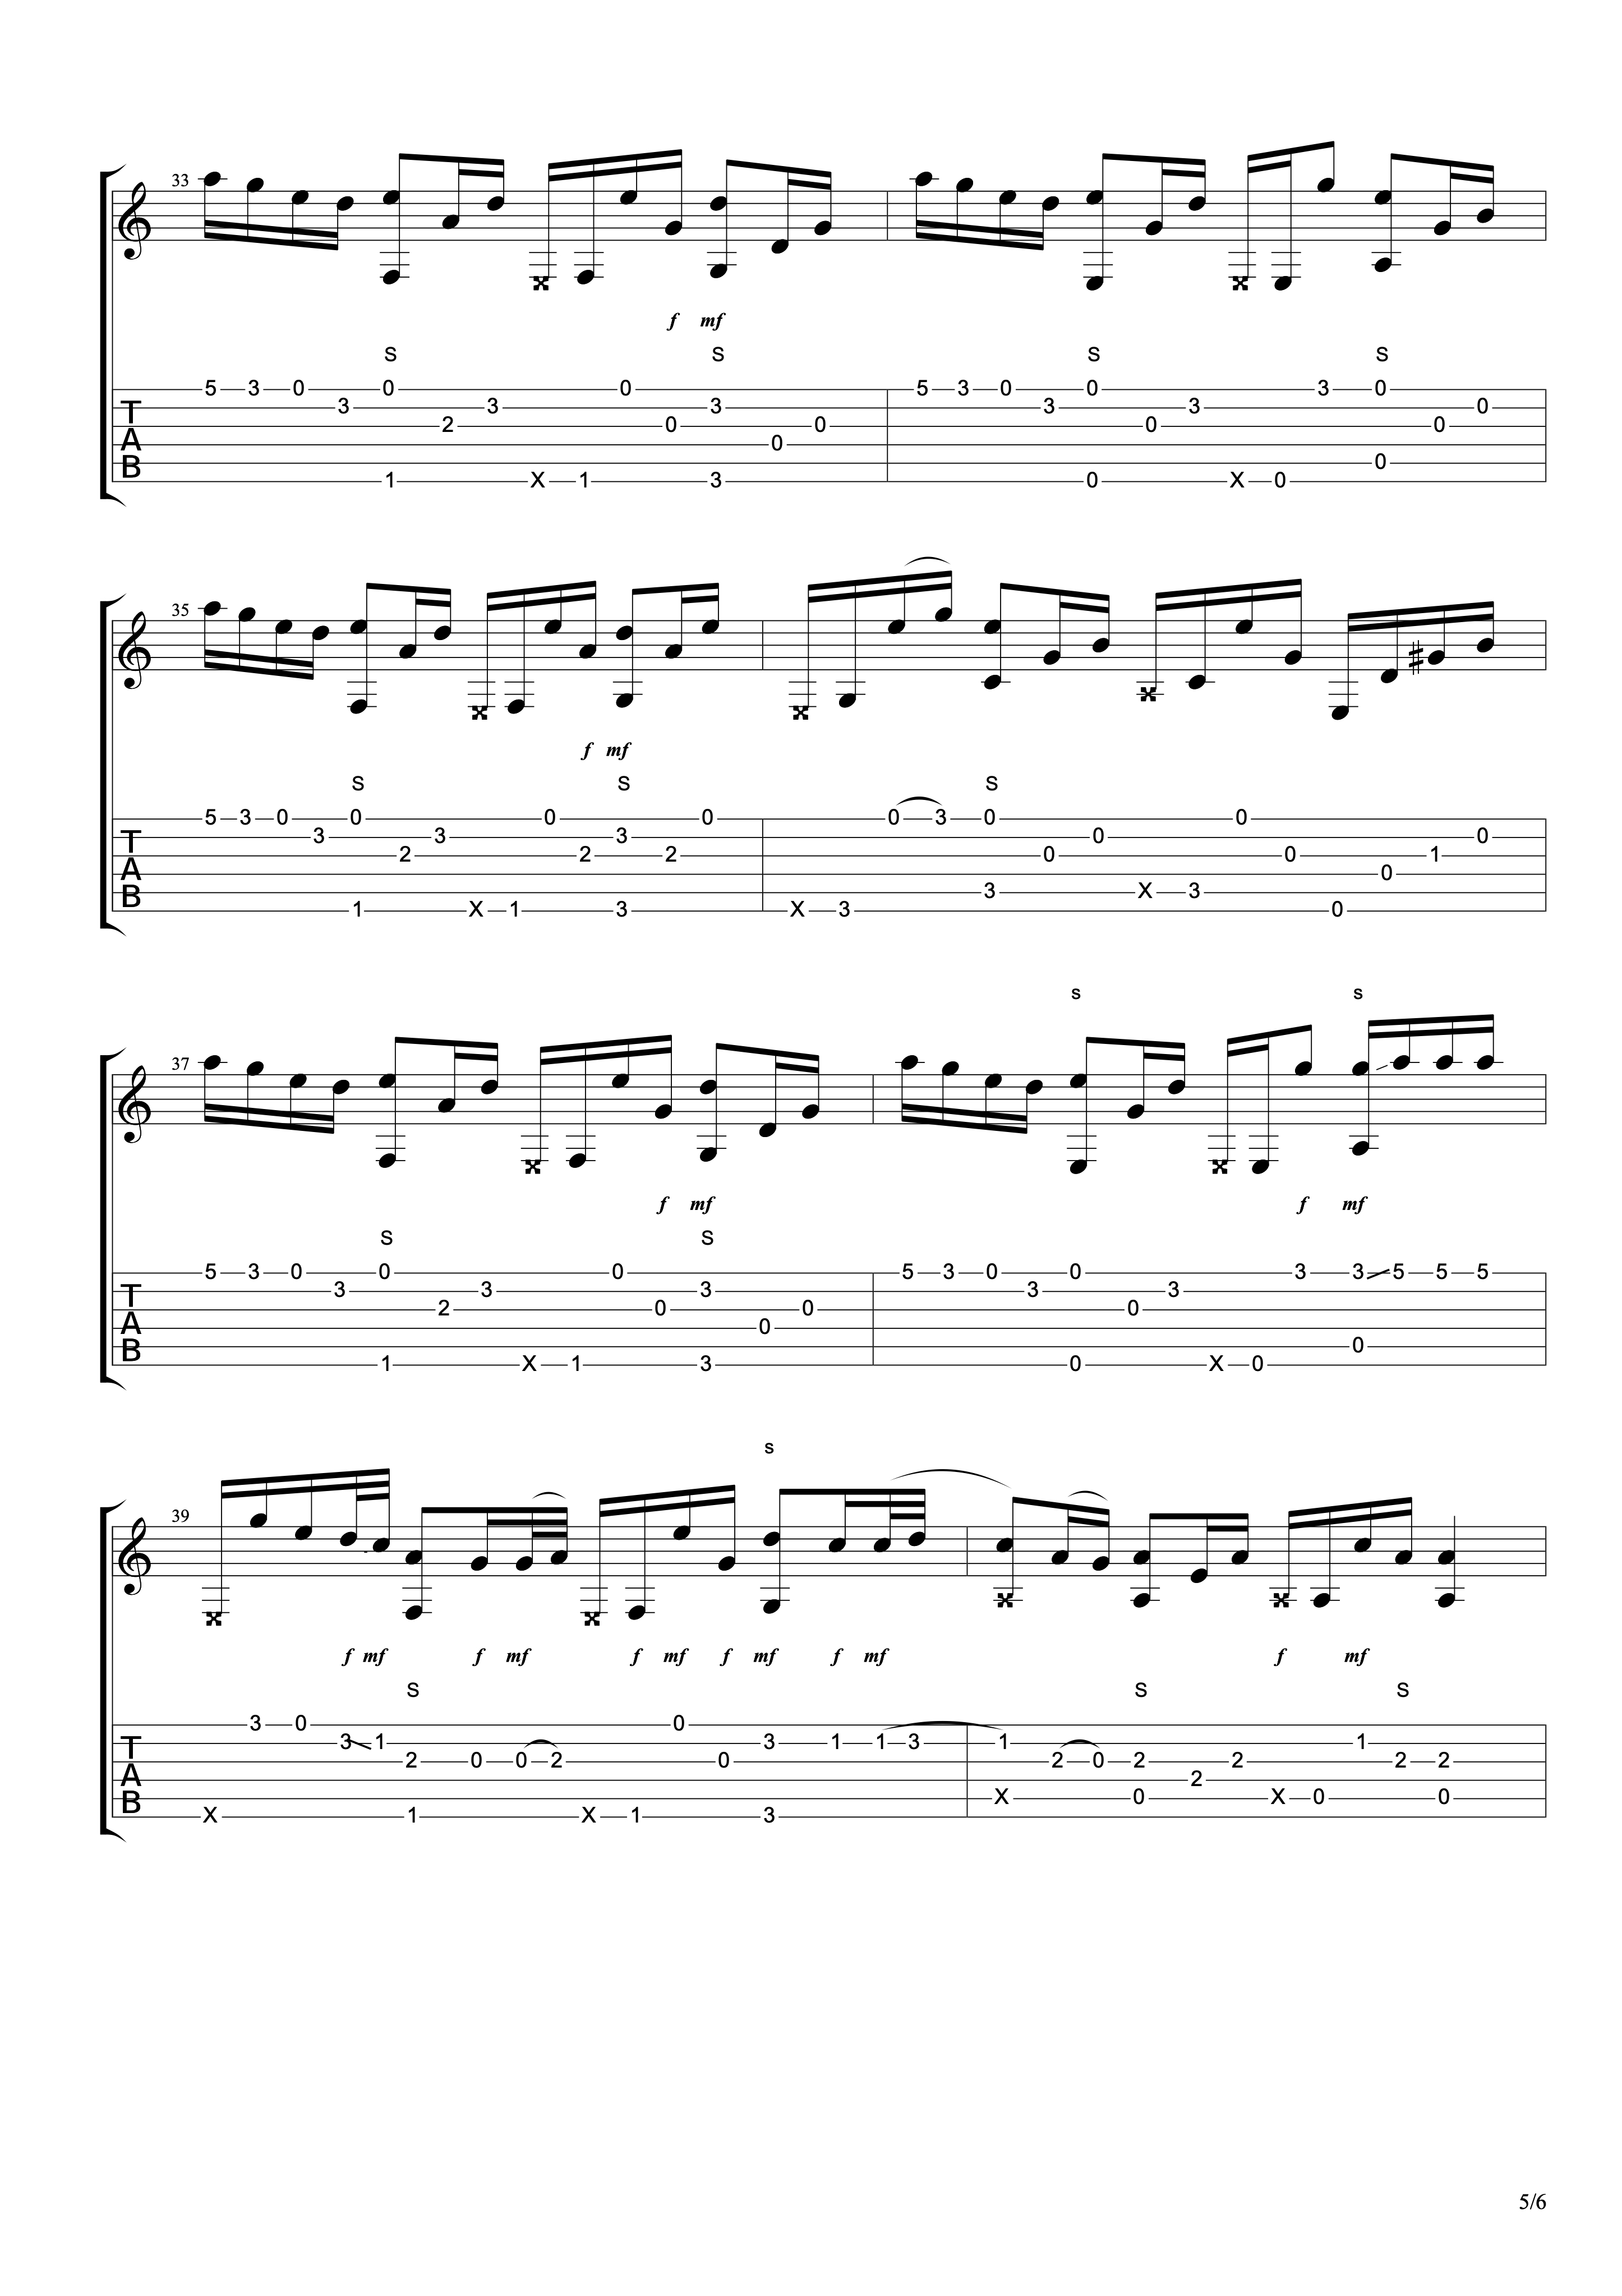 33
f mf
S S S S
5 3 0 0 0 5 3 0 0 3 0
3 3 3 3 3 0
2 0 0 0 0
0
0
1 X 1 3 0 X 0
T
A
B
35
f mf
S S S
5 3 0 0 0 0 0 3 0 0
3 3 3 0 0
2 2 2 0 0 1
0
3 X 3
1 X 1 3 X 3 0
T
A
B
s s
37
f mf f mf
S S
5 3 0 0 0 5 3 0 0 3 3 5 5 5
3 3 3 3 3
2 0 0 0
0
0
1 X 1 3 0 X 0
T
A
B
s
39
f mf f mf f mf f mf f mf f mf
S S S
3 0 0
3 1 3 1 1 3 1 1
2 0 0 2 0 2 0 2 2 2 2
2
X 0 X 0 0
X 1 X 1 3
T
A
B
5/6